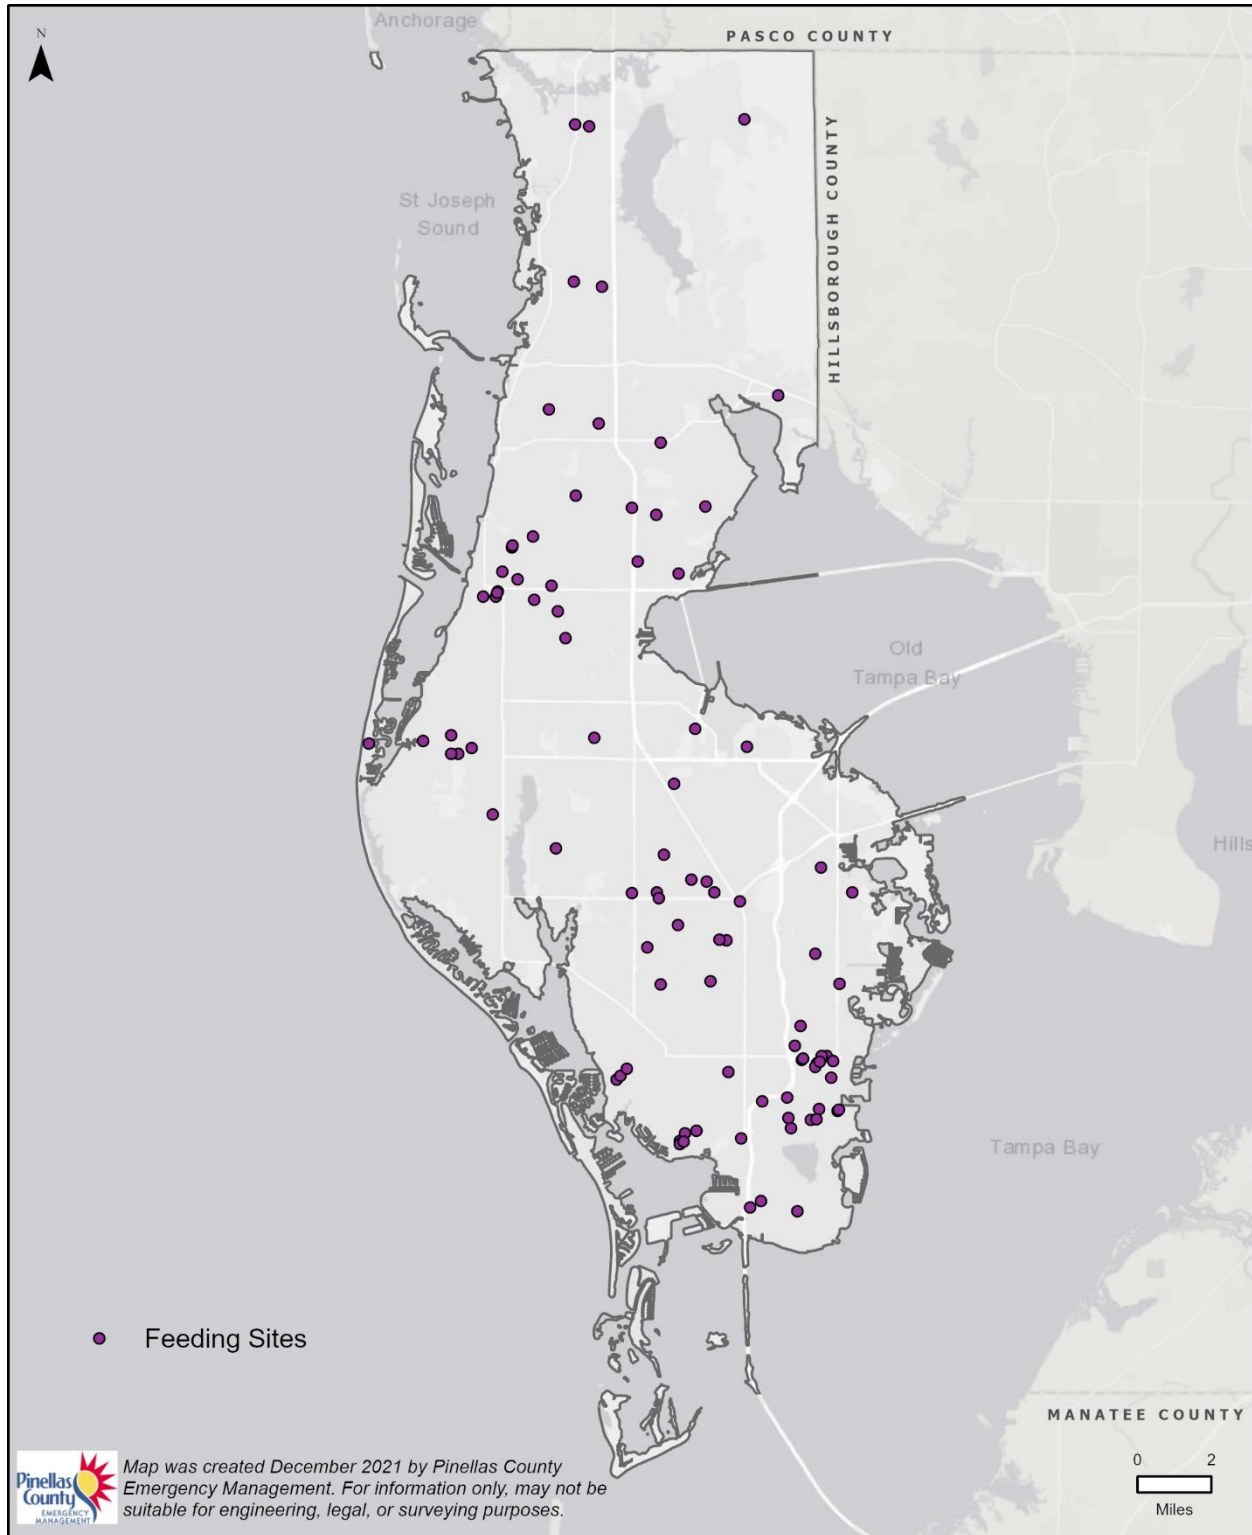 Anchorage
PASCO COUNTY
N
HILLSBOROUGH COUNTY
St Joseph
Sound
Old
Tampa Bay
Hills
Tampa Bay
Feeding Sites
MANATEE COUNTY
0 2
Miles
Pinellas
County
EMERGENCY
MANAGEMENT
Map was created December 2021 by Pinellas County
Emergency Management. For information only, may not be
suitable for engineering, legal, or surveying purposes.